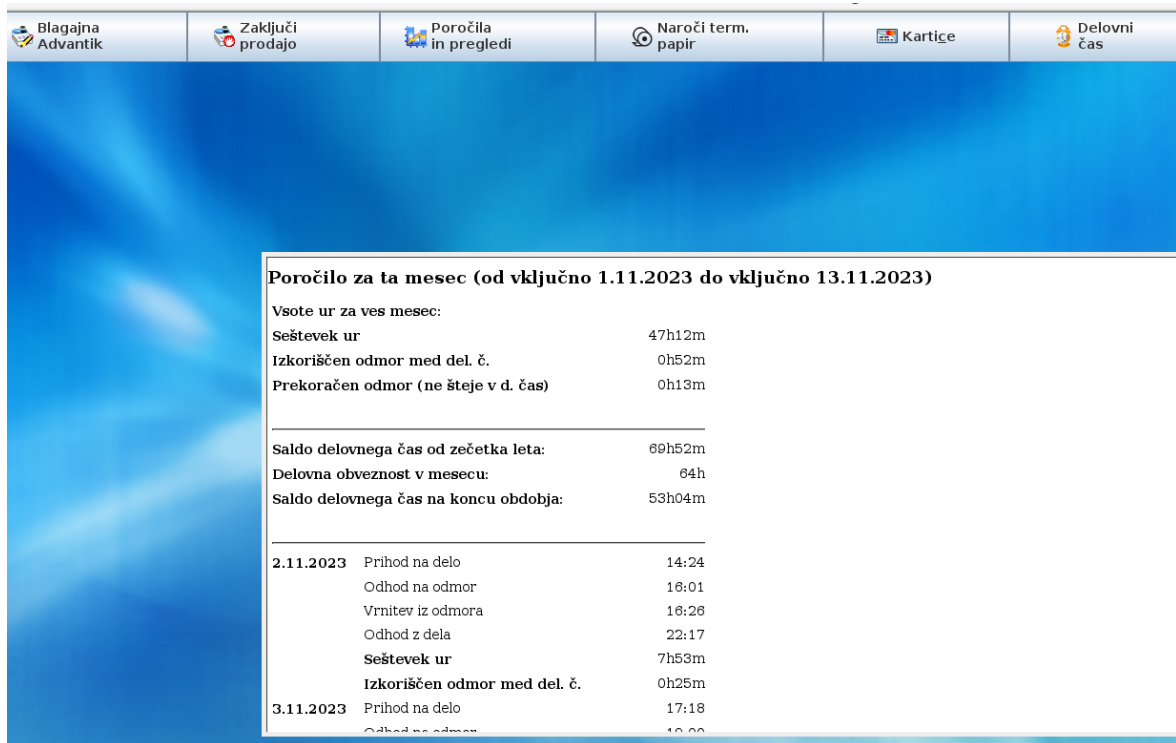 Blagajna Advantik
Zaključi prodajo
Poročila in pregledi
Naroči term. papir
Kartice
Delovni čas
Poročilo za ta mesec (od vključno 1.11.2023 do vključno 13.11.2023)
Vsote ur za ves mesec:
Seštevek ur 47h12m
Izkoriščen odmor med del. č. 0h52m
Prekoračen odmor (ne šteje v d. čas) 0h13m
Saldo delovnega čas od zečetka leta: 69h52m
Delovna obveznost v mesecu: 64h
Saldo delovnega čas na koncu obdobja: 53h04m
2.11.2023 Prihod na delo 14:24
Odhod na odmor 16:01
Vrnitev iz odmora 16:26
Odhod z dela 22:17
Seštevek ur 7h53m
Izkoriščen odmor med del. č. 0h25m
3.11.2023 Prihod na delo 17:18
Odhod na odmor